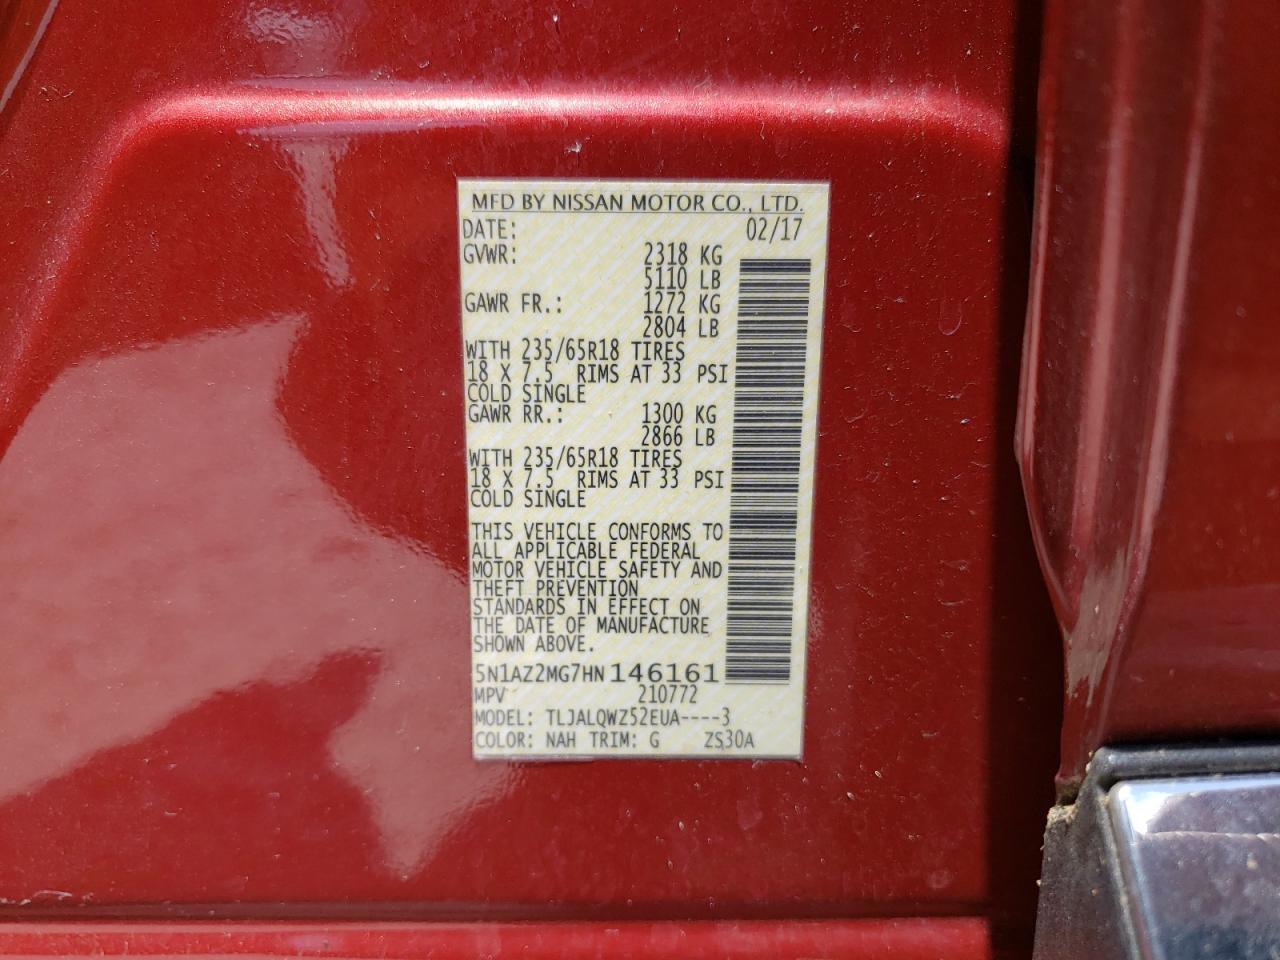 MFD BY NISSAN MOTOR CO., LTD.
DATE: 02/17
GVWR: 2318 KG
5110 LB
GAWR FR.: 1272 KG
2804 LB
WITH 235/65R18 TIRES
18 X 7.5 RIMS AT 33 PSI
COLD SINGLE
GAWR RR.: 1300 KG
2866 LB
WITH 235/65R18 TIRES
18 X 7.5 RIMS AT 33 PSI
COLD SINGLE
THIS VEHICLE CONFORMS TO
ALL APPLICABLE FEDERAL
MOTOR VEHICLE SAFETY AND
THEFT PREVENTION
STANDARDS IN EFFECT ON
THE DATE OF MANUFACTURE
SHOWN ABOVE.
5N1AZ2MG7HN146161
MPV 210772
MODEL: TLJALQWZ52EUA----3
COLOR: NAH TRIM: G ZS30A